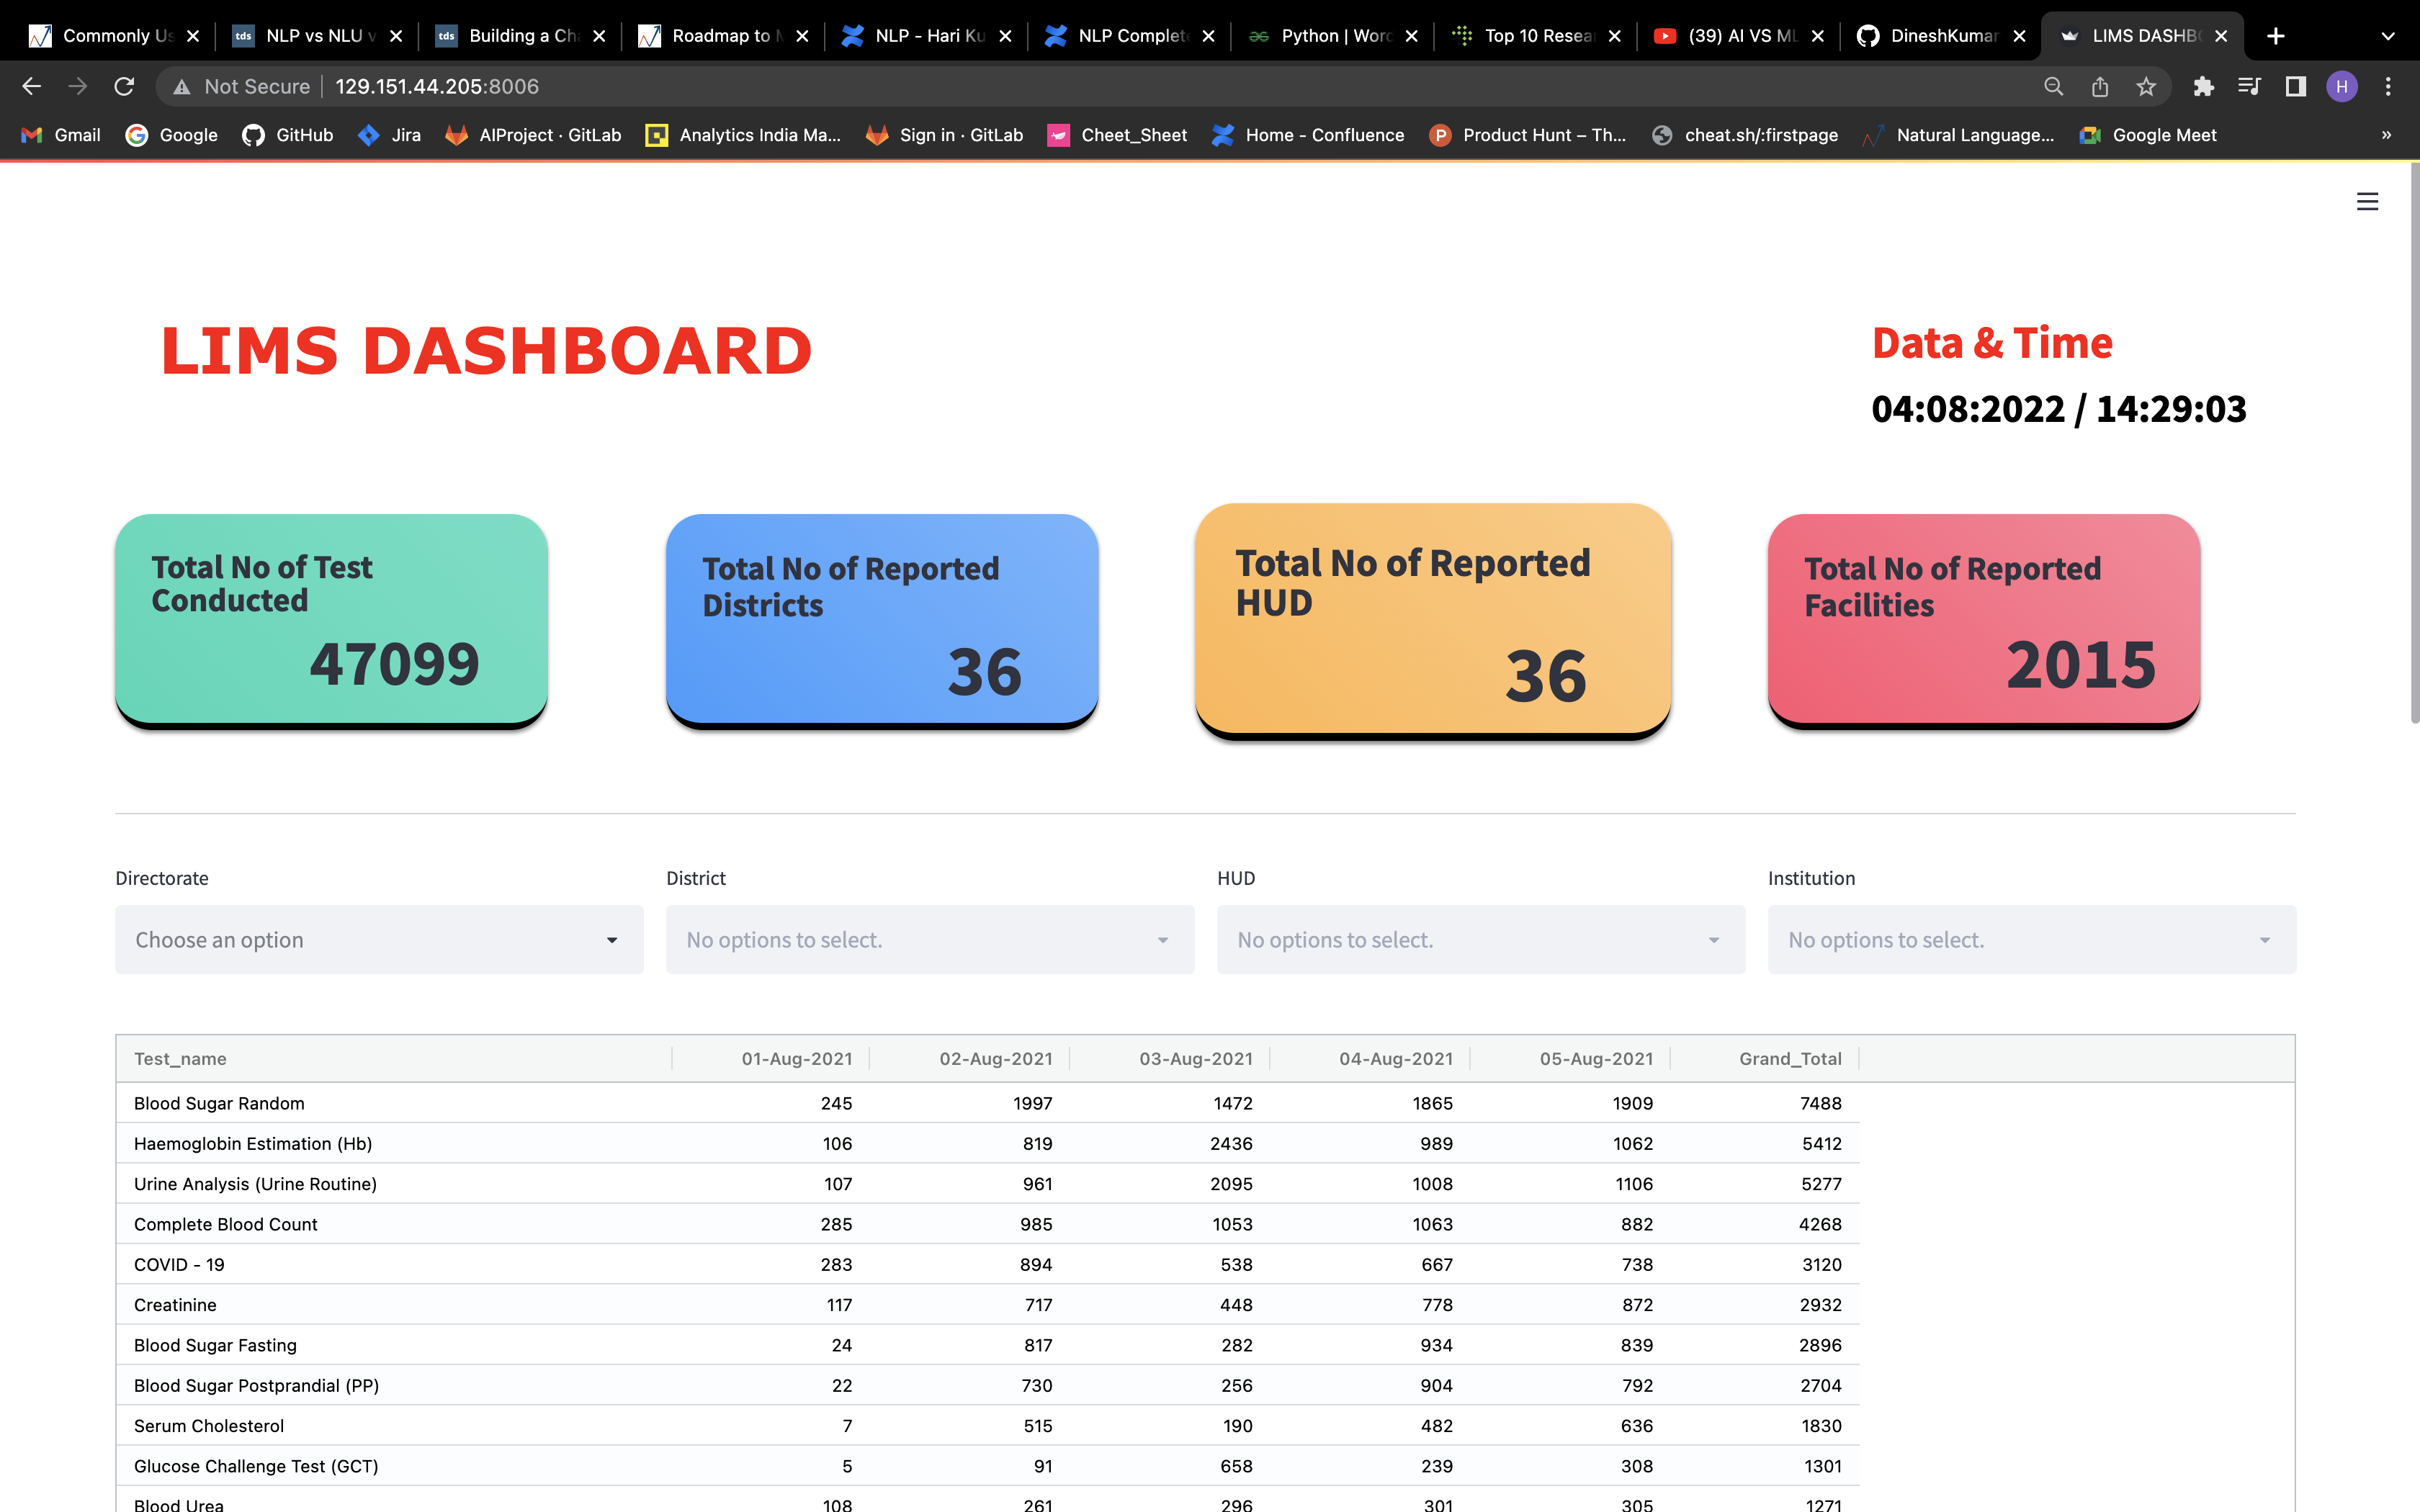 Commonly Us
tds NLP vs NLU v
tds Building a Cha
Roadmap to N
NLP - Hari Ku
NLP Complete
Python | Word
Top 10 Resear
(39) AI VS ML
DineshKumar
LIMS DASHBO
Not Secure 129.151.44.205:8006
H
Gmail Google GitHub Jira AIProject · GitLab Analytics India Ma... Sign in · GitLab Cheet_Sheet Home - Confluence P Product Hunt – Th... cheat.sh/:firstpage Natural Language... Google Meet »
LIMS DASHBOARD
Data & Time
04:08:2022 / 14:29:03
Total No of Test
Conducted
47099
Total No of Reported
Districts
36
Total No of Reported
HUD
36
Total No of Reported
Facilities
2015
Directorate District HUD Institution
Choose an option No options to select. No options to select. No options to select.
Test_name 01-Aug-2021 02-Aug-2021 03-Aug-2021 04-Aug-2021 05-Aug-2021 Grand_Total
Blood Sugar Random 245 1997 1472 1865 1909 7488
Haemoglobin Estimation (Hb) 106 819 2436 989 1062 5412
Urine Analysis (Urine Routine) 107 961 2095 1008 1106 5277
Complete Blood Count 285 985 1053 1063 882 4268
COVID - 19 283 894 538 667 738 3120
Creatinine 117 717 448 778 872 2932
Blood Sugar Fasting 24 817 282 934 839 2896
Blood Sugar Postprandial (PP) 22 730 256 904 792 2704
Serum Cholesterol 7 515 190 482 636 1830
Glucose Challenge Test (GCT) 5 91 658 239 308 1301
Blood Urea 108 261 296 301 305 1271